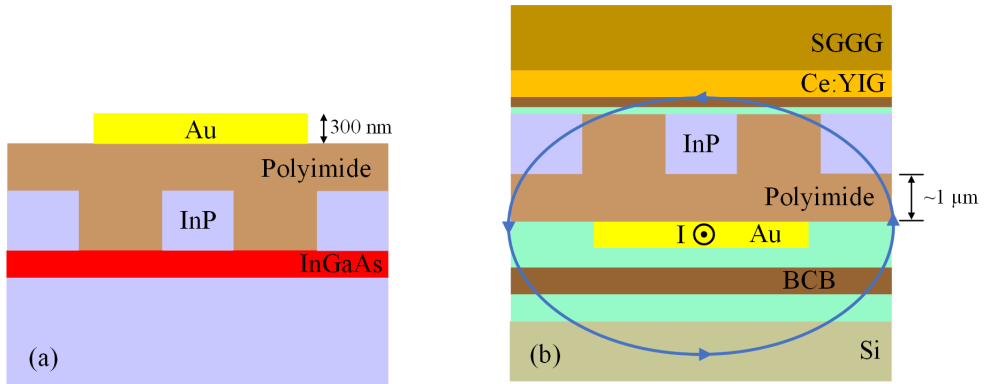 Au
300 nm
Polyimide
InP
InGaAs
(a)
SGGG
Ce:YIG
InP
Polyimide
~1 µm
I Au
BCB
(b)
Si